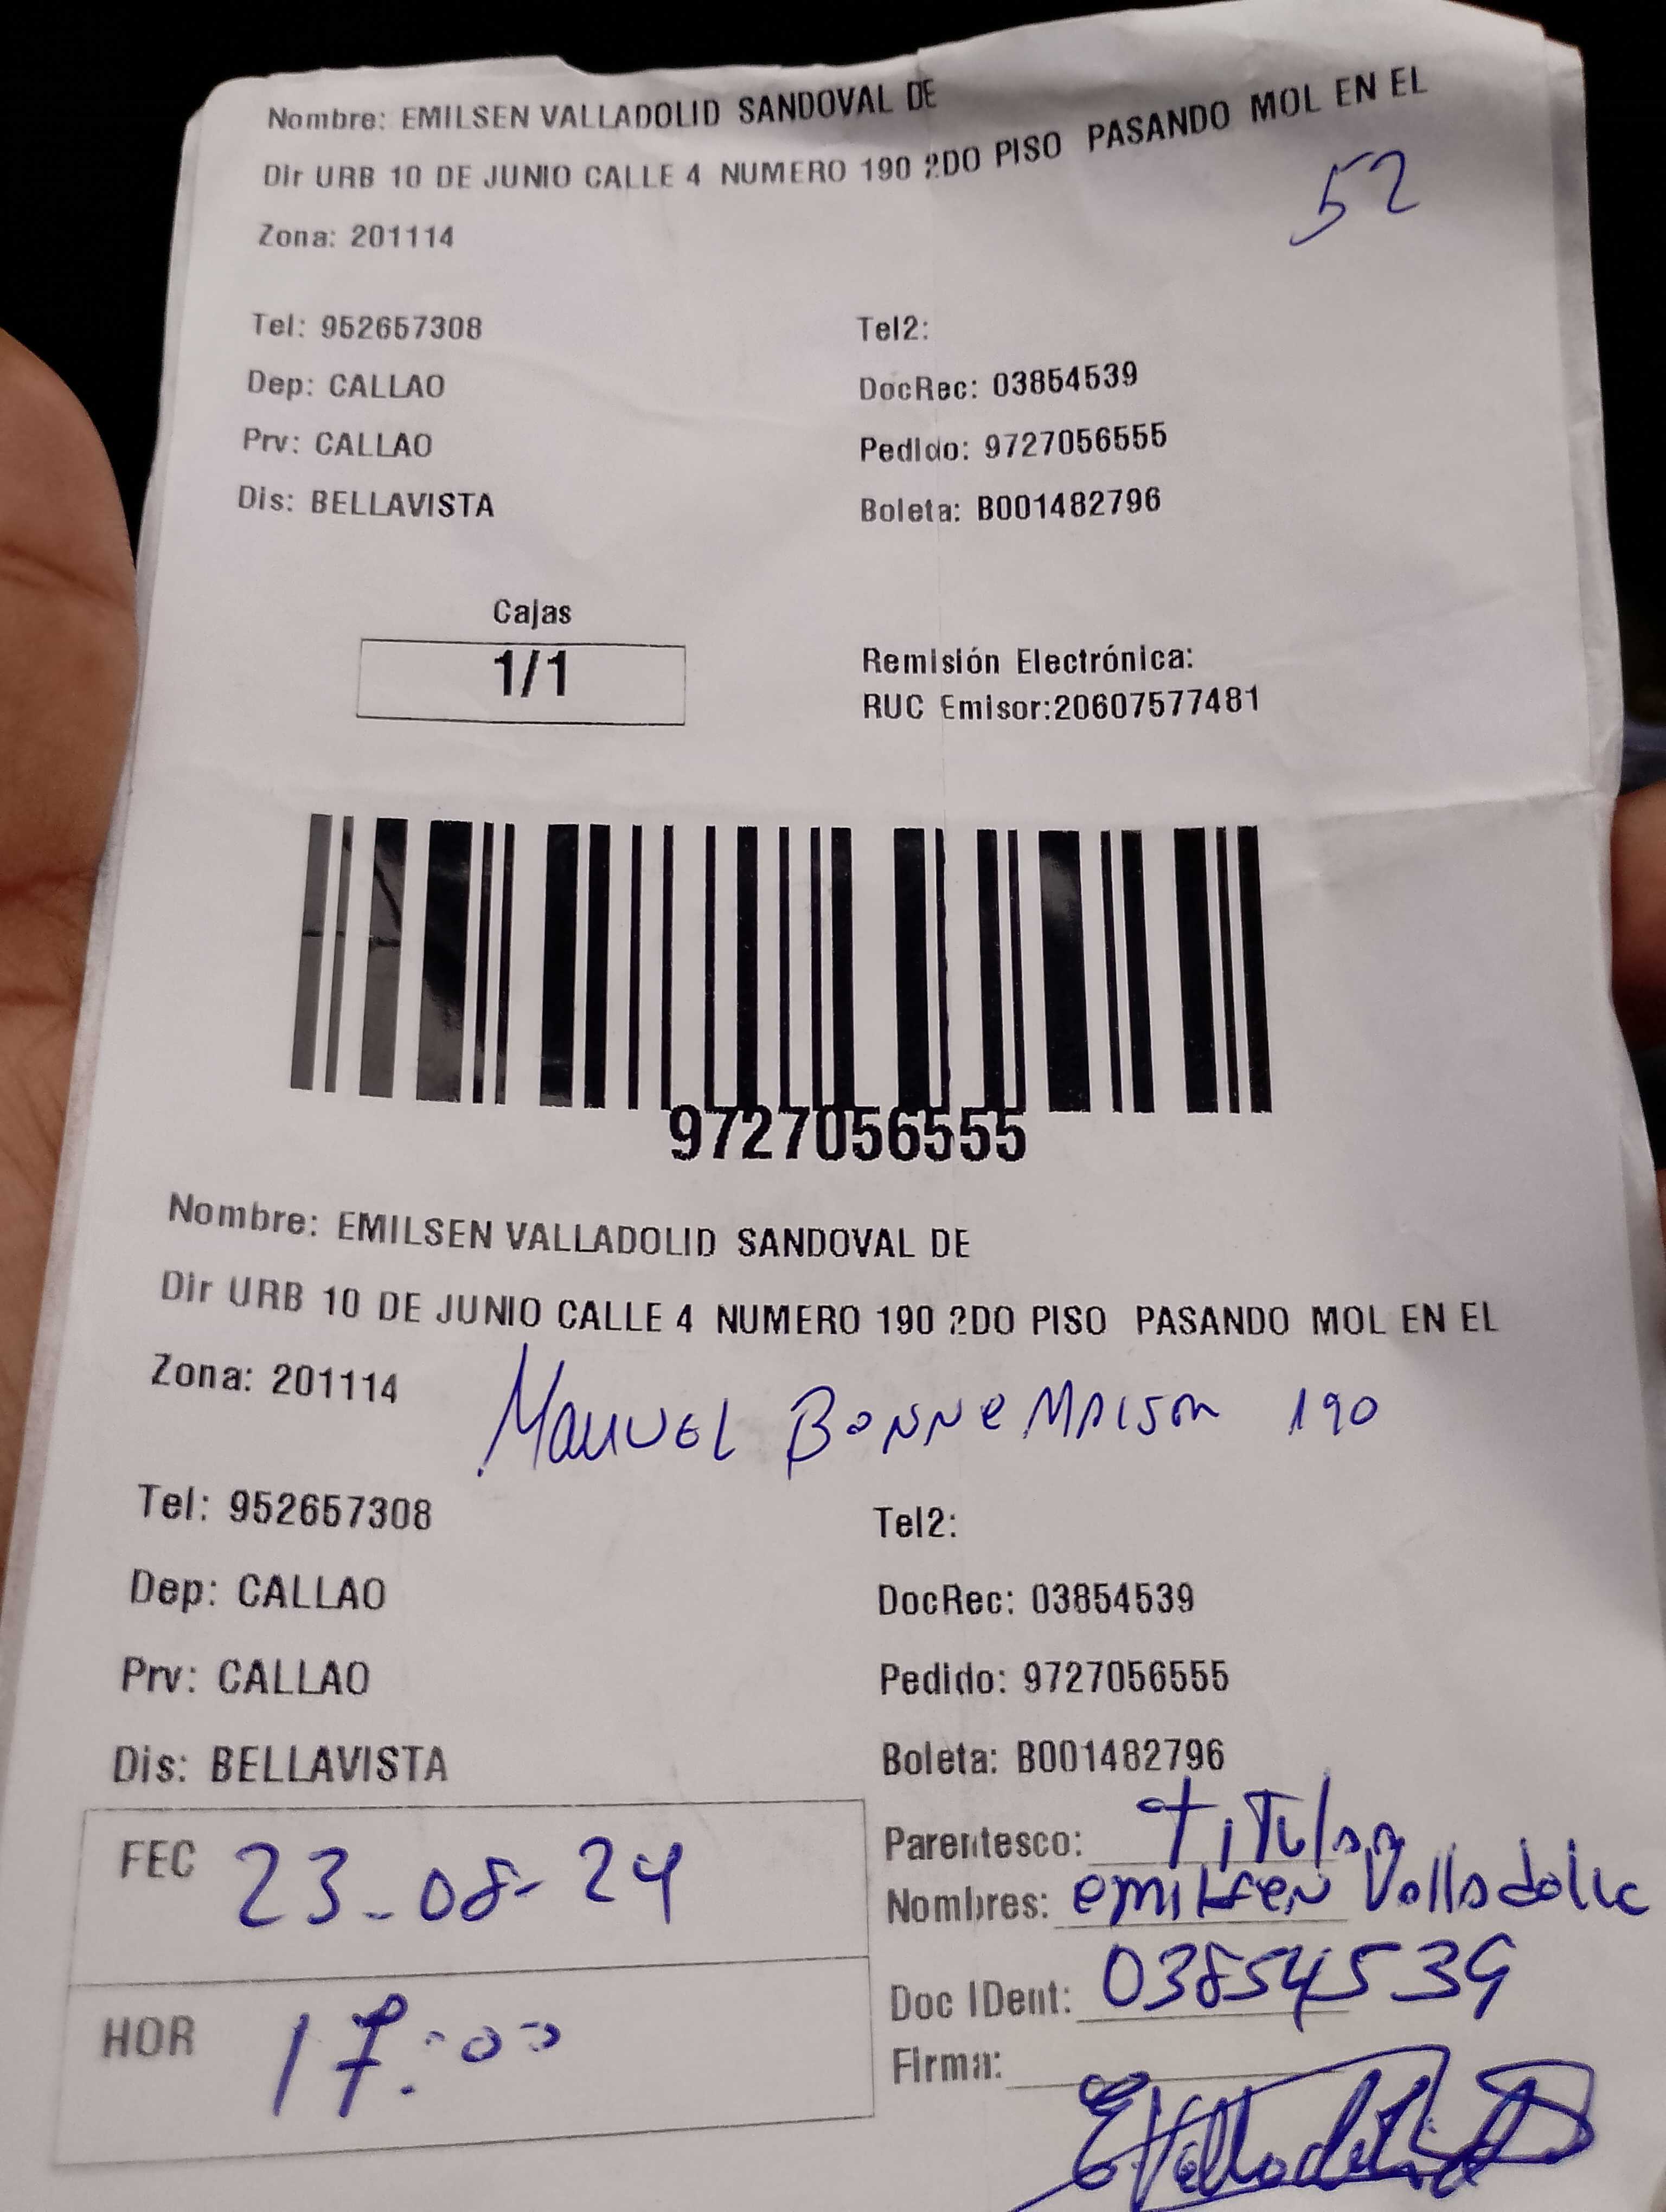 Nombre: EMILSEN VALLADOLID SANDOVAL DE
Dir URB 10 DE JUNIO CALLE 4 NUMERO 190 2DO PISO PASANDO MOL EN EL
52
Zona: 201114
Tel: 952657308 Tel2:
Dep: CALLAO DocRec: 03854539
Prv: CALLAO Pedido: 9727056555
Dis: BELLAVISTA Boleta: B001482796
Cajas
1/1
Remisión Electrónica:
RUC Emisor:20607577481
9727056555
Nombre: EMILSEN VALLADOLID SANDOVAL DE
Dir URB 10 DE JUNIO CALLE 4 NUMERO 190 2DO PISO PASANDO MOL EN EL
Zona: 201114
Manuel Bonnemaison 190
Tel: 952657308 Tel2:
Dep: CALLAO DocRec: 03854539
Prv: CALLAO Pedido: 9727056555
Dis: BELLAVISTA Boleta: B001482796
FEC 23-08-24
HOR 17:00
Parentesco: titular
Nombres: emilsen Valladolid
Doc IDent: 03854539
Firma: EValladolid